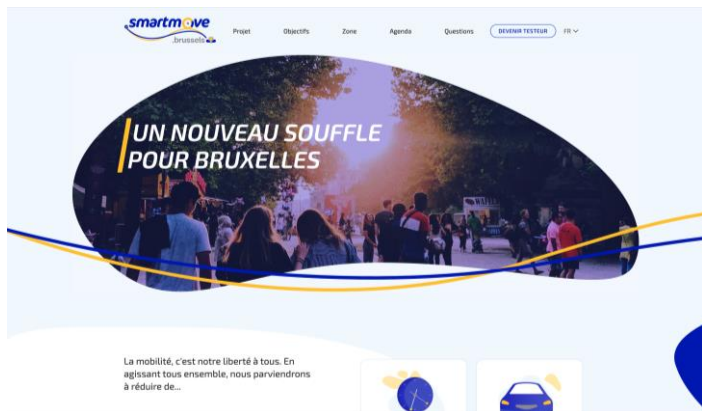 smartmove
.brussels
Projet
Objectifs
Zone
Agenda
Questions
DEVENIR TESTEUR
FR
UN NOUVEAU SOUFFLE
POUR BRUXELLES
WAFFLE
La mobilité, c'est notre liberté à tous. En
agissant tous ensemble, nous parviendrons
à réduire de...